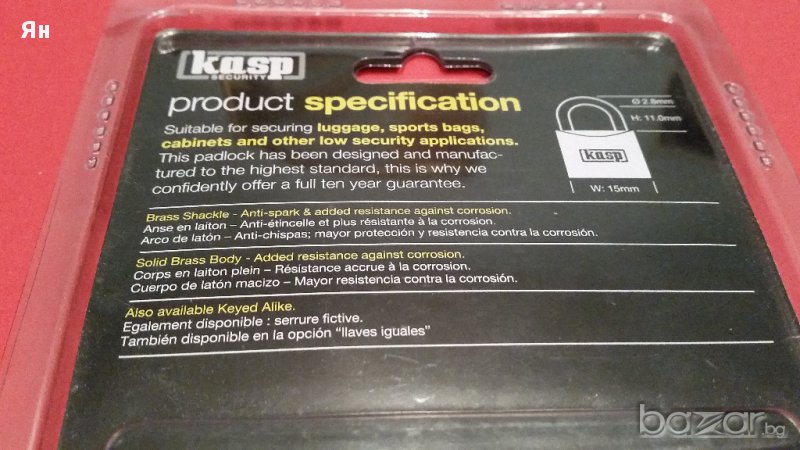 Ян
kasp
SECURITY
product specification
Suitable for securing luggage, sports bags,
cabinets and other low security applications.
This padlock has been designed and manufac-
tured to the highest standard, this is why we
confidently offer a full ten year guarantee.
Ø 2.8mm
H: 11.0mm
kasp
W: 15mm
Brass Shackle - Anti-spark & added resistance against corrosion.
Anse en laiton – Anti-étincelle et plus résistante à la corrosion.
Arco de latón – Anti-chispas; mayor protección y resistencia contra la corrosión.
Solid Brass Body - Added resistance against corrosion.
Corps en laiton plein – Résistance accrue à la corrosion.
Cuerpo de latón macizo – Mayor resistencia contra la corrosión.
Also available Keyed Alike.
Egalement disponible : serrure fictive.
También disponible en la opción “llaves iguales”
bazar.bg